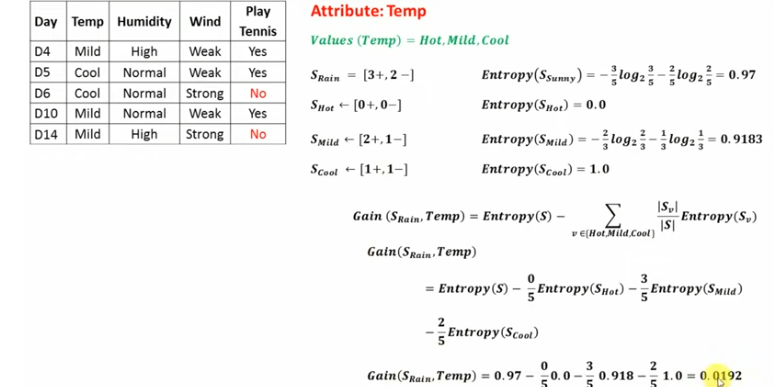 Day Temp Humidity Wind Play Tennis
D4 Mild High Weak Yes
D5 Cool Normal Weak Yes
D6 Cool Normal Strong No
D10 Mild Normal Weak Yes
D14 Mild High Strong No
Attribute: Temp
Values (Temp) = Hot, Mild, Cool
S_Rain = [3+, 2 −] Entropy(S_Sunny) = −3/5 log₂ 3/5 − 2/5 log₂ 2/5 = 0.97
S_Hot ← [0+, 0−] Entropy(S_Hot) = 0.0
S_Mild ← [2+, 1−] Entropy(S_Mild) = −2/3 log₂ 2/3 − 1/3 log₂ 1/3 = 0.9183
S_Cool ← [1+, 1−] Entropy(S_Cool) = 1.0
Gain (S_Rain, Temp) = Entropy(S) − ∑ v∈{Hot,Mild,Cool} |S_v|/|S| Entropy(S_v)
Gain(S_Rain, Temp)
= Entropy(S) − 0/5 Entropy(S_Hot) − 3/5 Entropy(S_Mild)
− 2/5 Entropy(S_Cool)
Gain(S_Rain, Temp) = 0.97 − 0/5 0.0 − 3/5 0.918 − 2/5 1.0 = 0.0192